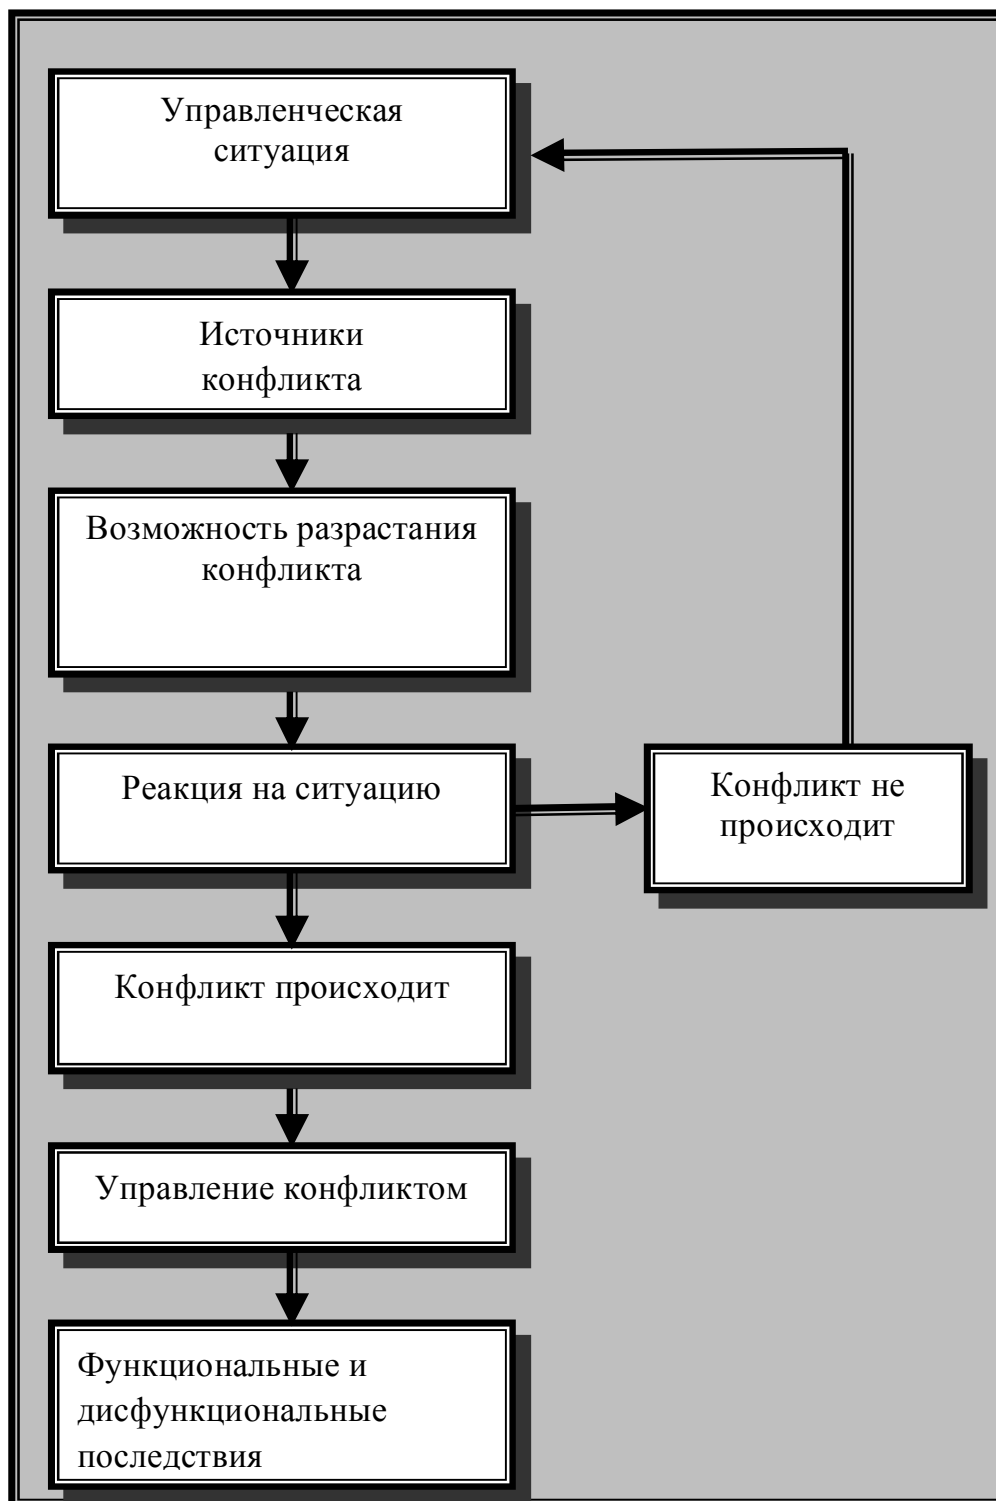 Управленческая
ситуация
Источники
конфликта
Возможность разрастания
конфликта
Реакция на ситуацию
Конфликт не
происходит
Конфликт происходит
Управление конфликтом
Функциональные и
дисфункциональные
последствия